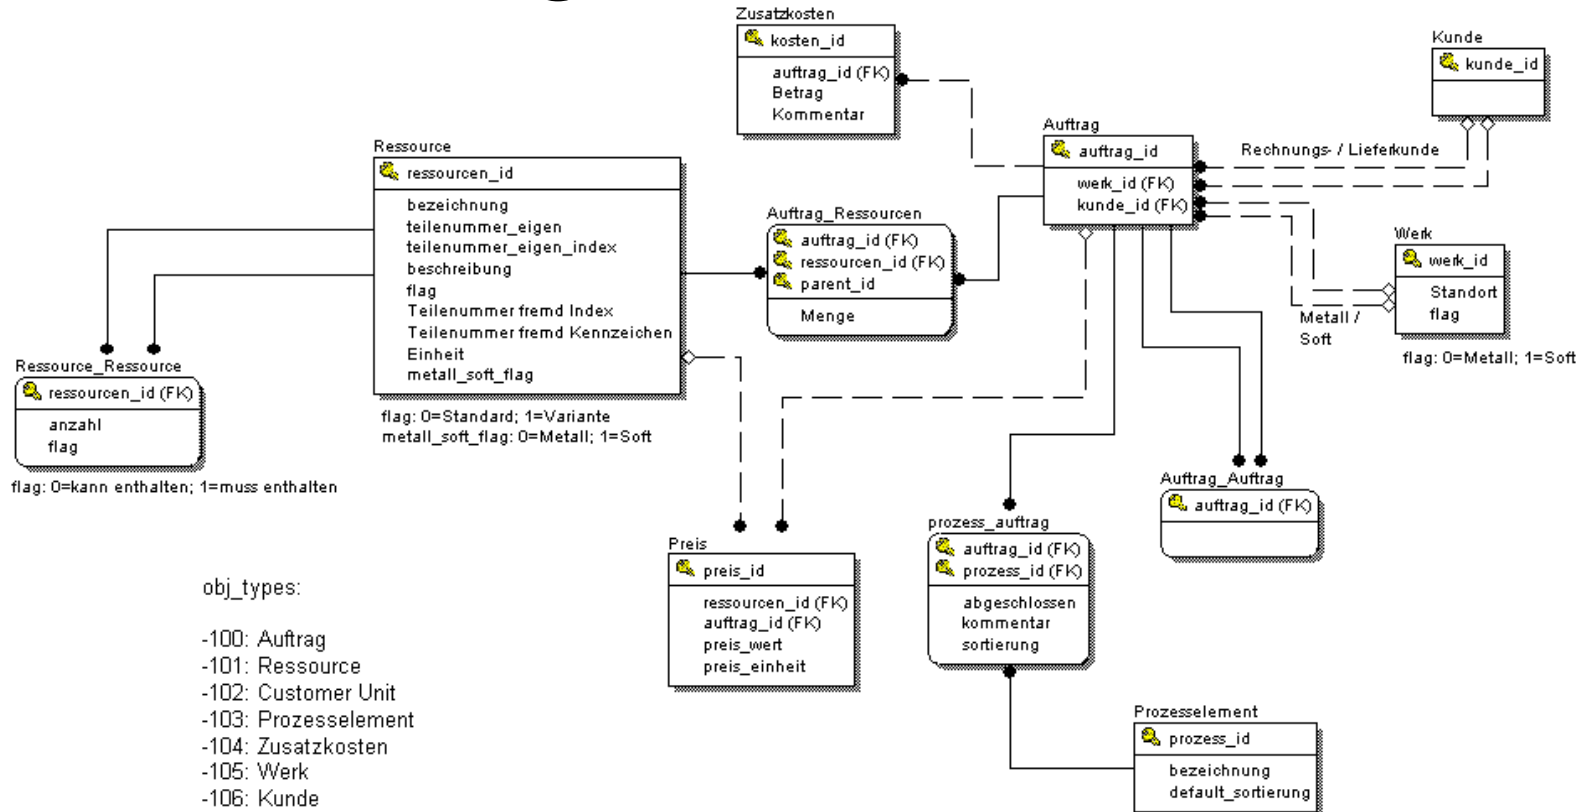 Zusatzkosten
kosten_id
auftrag_id (FK)
Betrag
Kommentar
Kunde
kunde_id
Auftrag
auftrag_id
werk_id (FK)
kunde_id (FK)
Rechnungs- / Lieferkunde
Ressource
ressourcen_id
bezeichnung
teilenummer_eigen
teilenummer_eigen_index
beschreibung
flag
Teilenummer fremd Index
Teilenummer fremd Kennzeichen
Einheit
metall_soft_flag
flag: 0=Standard; 1=Variante
metall_soft_flag: 0=Metall; 1=Soft
Auftrag_Ressourcen
auftrag_id (FK)
ressourcen_id (FK)
parent_id
Menge
Werk
werk_id
Standort
flag
Metall /
Soft
flag: 0=Metall; 1=Soft
Ressource_Ressource
ressourcen_id (FK)
anzahl
flag
flag: 0=kann enthalten; 1=muss enthalten
Auftrag_Auftrag
auftrag_id (FK)
prozess_auftrag
auftrag_id (FK)
prozess_id (FK)
abgeschlossen
kommentar
sortierung
Preis
preis_id
ressourcen_id (FK)
auftrag_id (FK)
preis_wert
preis_einheit
obj_types:
-100: Auftrag
-101: Ressource
-102: Customer Unit
-103: Prozesselement
-104: Zusatzkosten
-105: Werk
-106: Kunde
Prozesselement
prozess_id
bezeichnung
default_sortierung